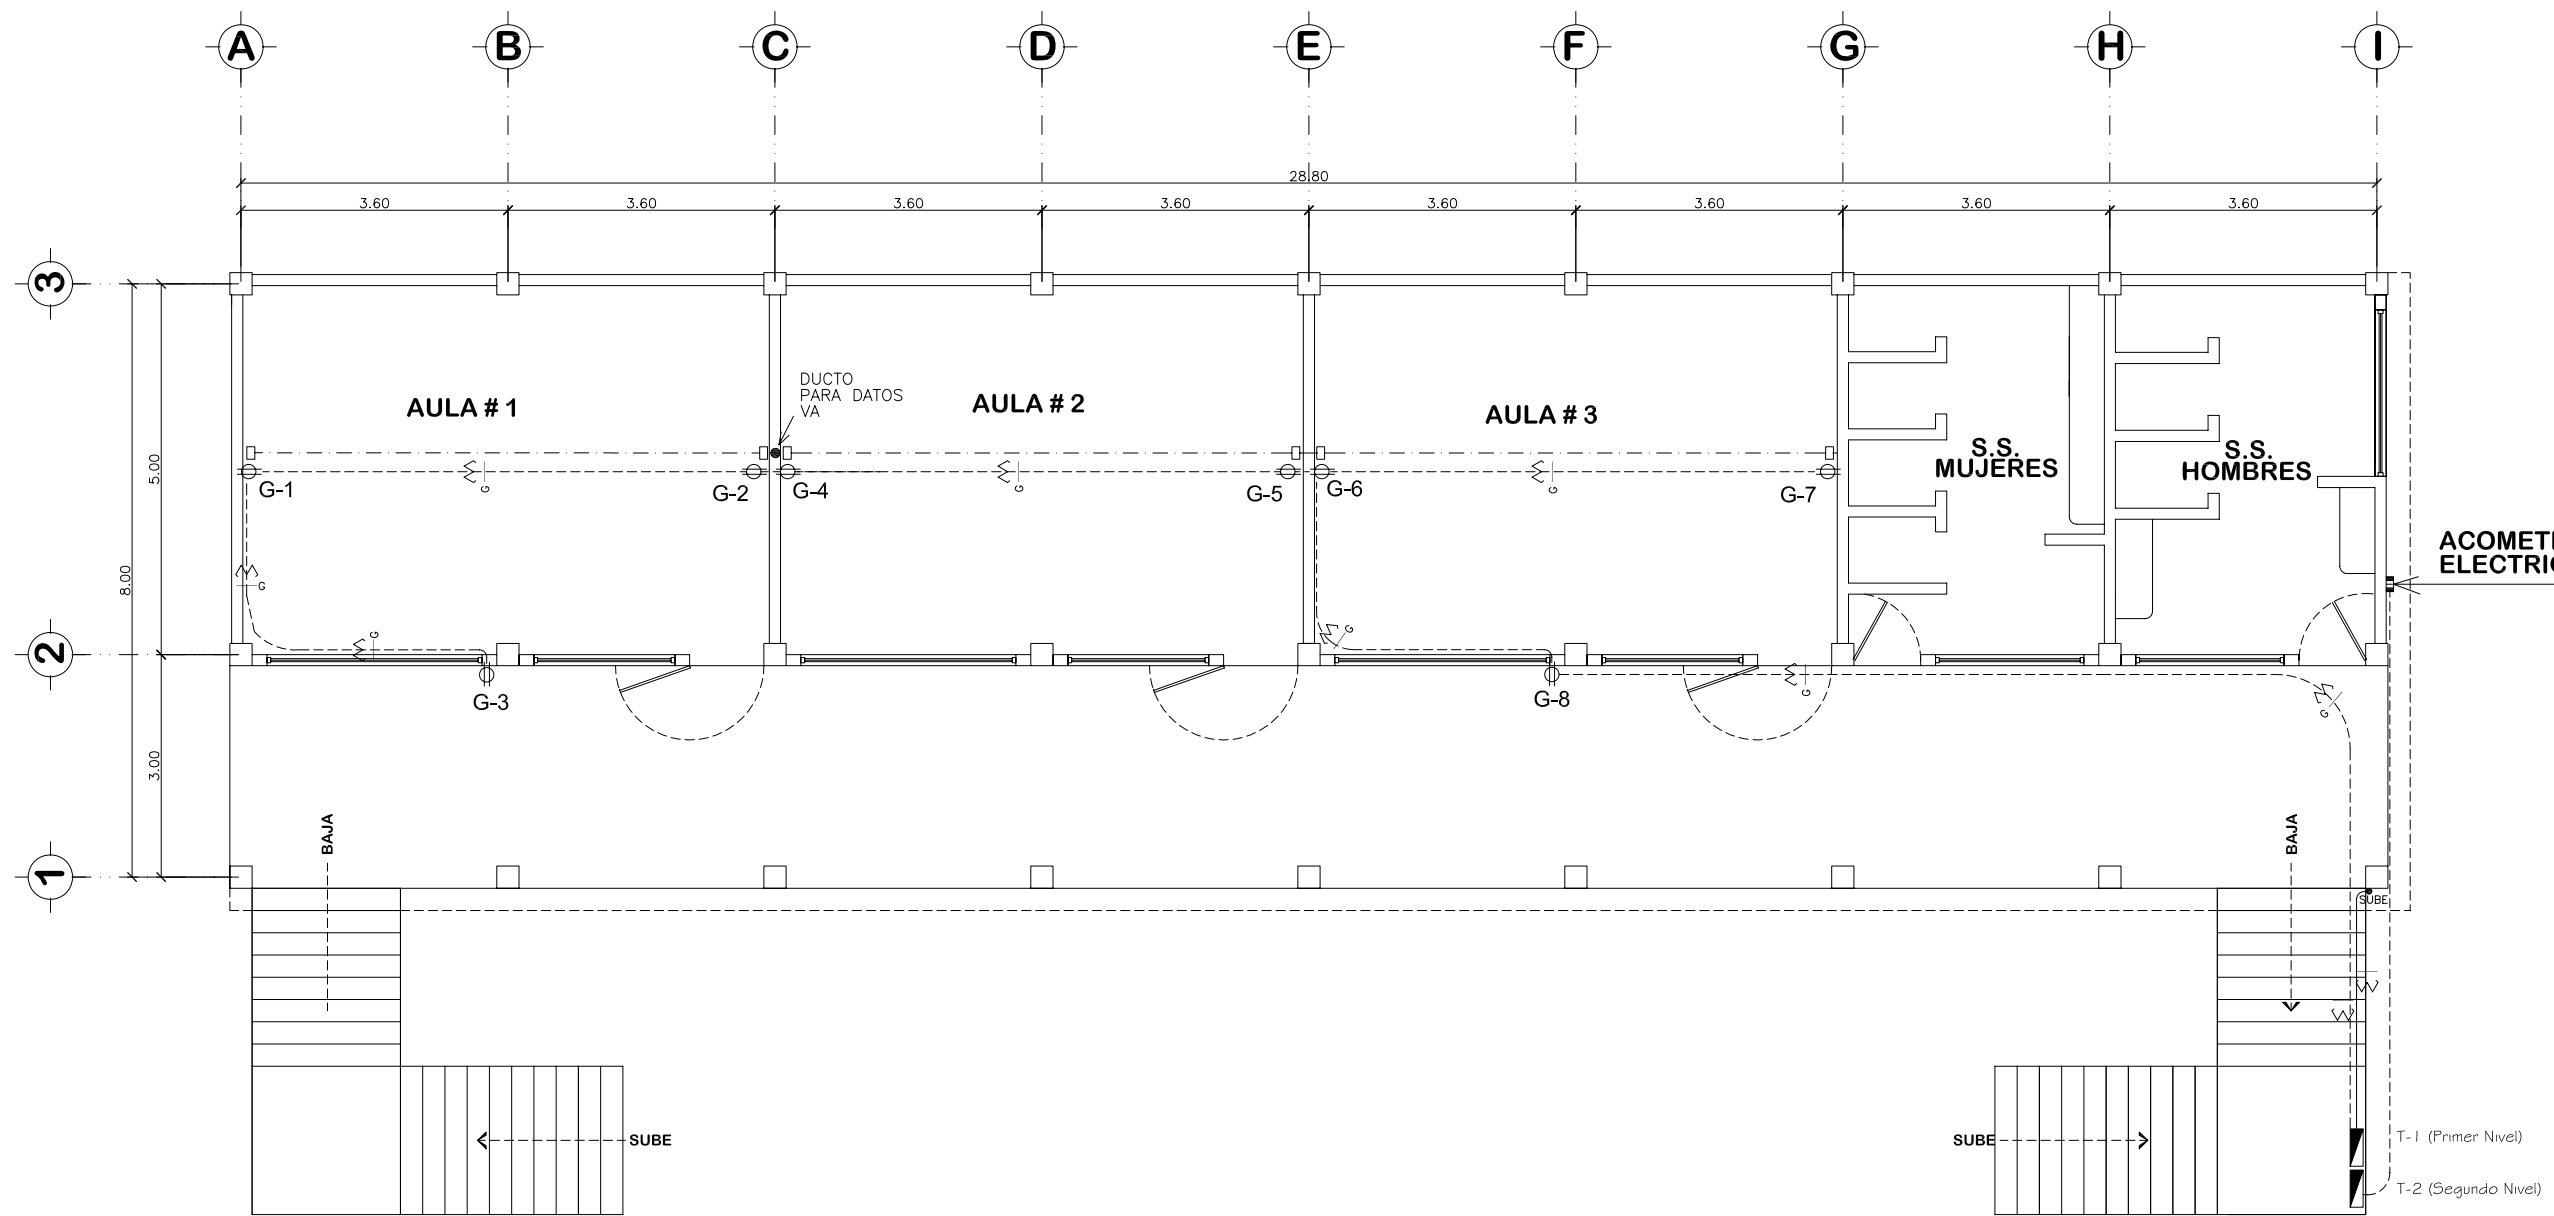 A B C D E F G H I
28.80
3.60 3.60 3.60 3.60 3.60 3.60 3.60 3.60
3
DUCTO
PARA DATOS
VA
AULA # 1
AULA # 2
AULA # 3
S.S.
MUJERES
S.S.
HOMBRES
5.00
G-1
G G G
G-2
G-4
G-5
G-6
G-7
ACOMET
ELECTRI
8.00
G
2
G
G
G-3
G-8
G
G
3.00
BAJA
BAJA
1
SUBE
SUBE
SUBE
T-1 (Primer Nivel)
T-2 (Segundo Nivel)